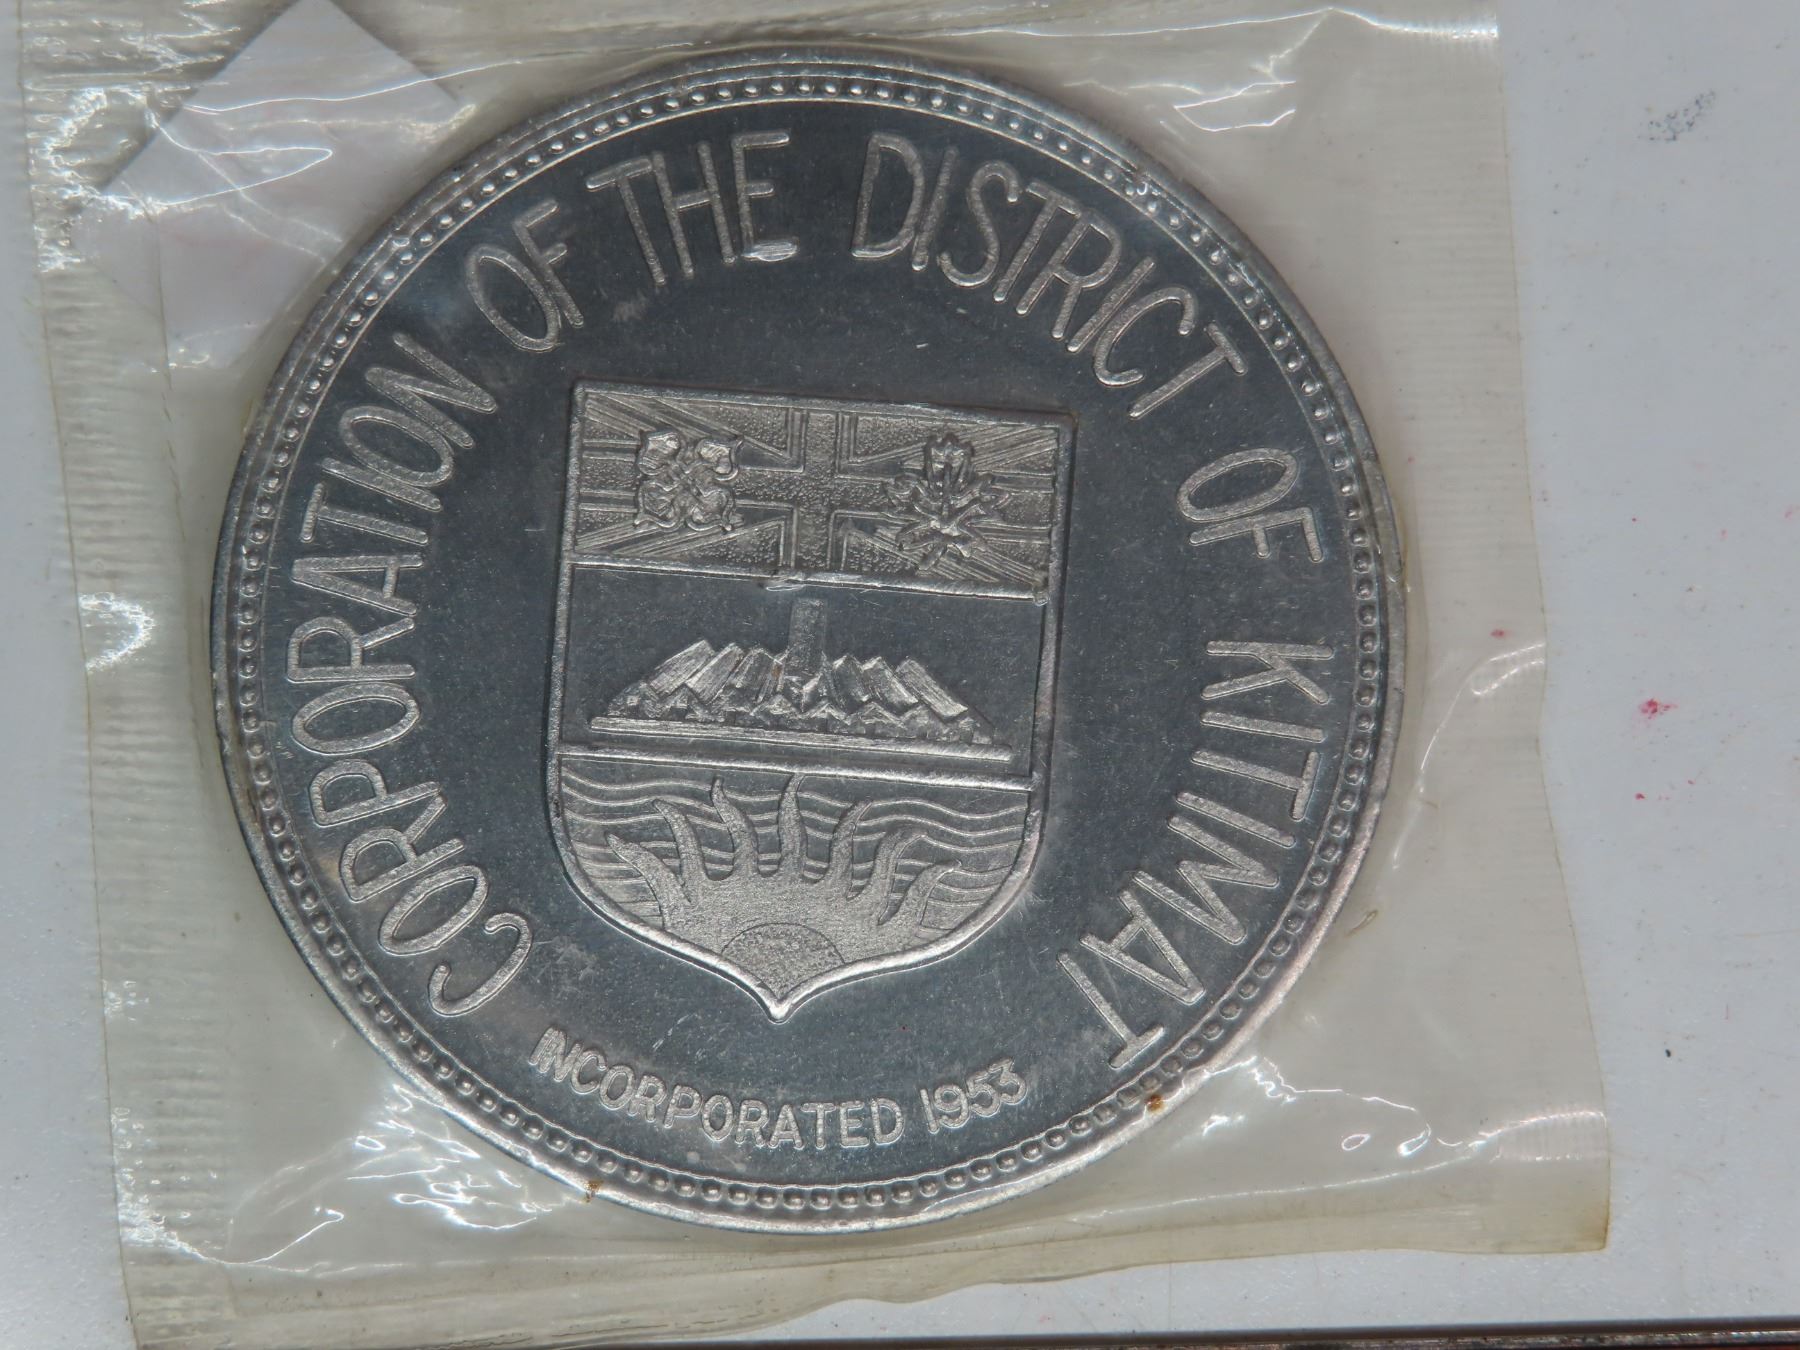 CORPORATION OF THE DISTRICT OF KITIMAT
INCORPORATED 1953